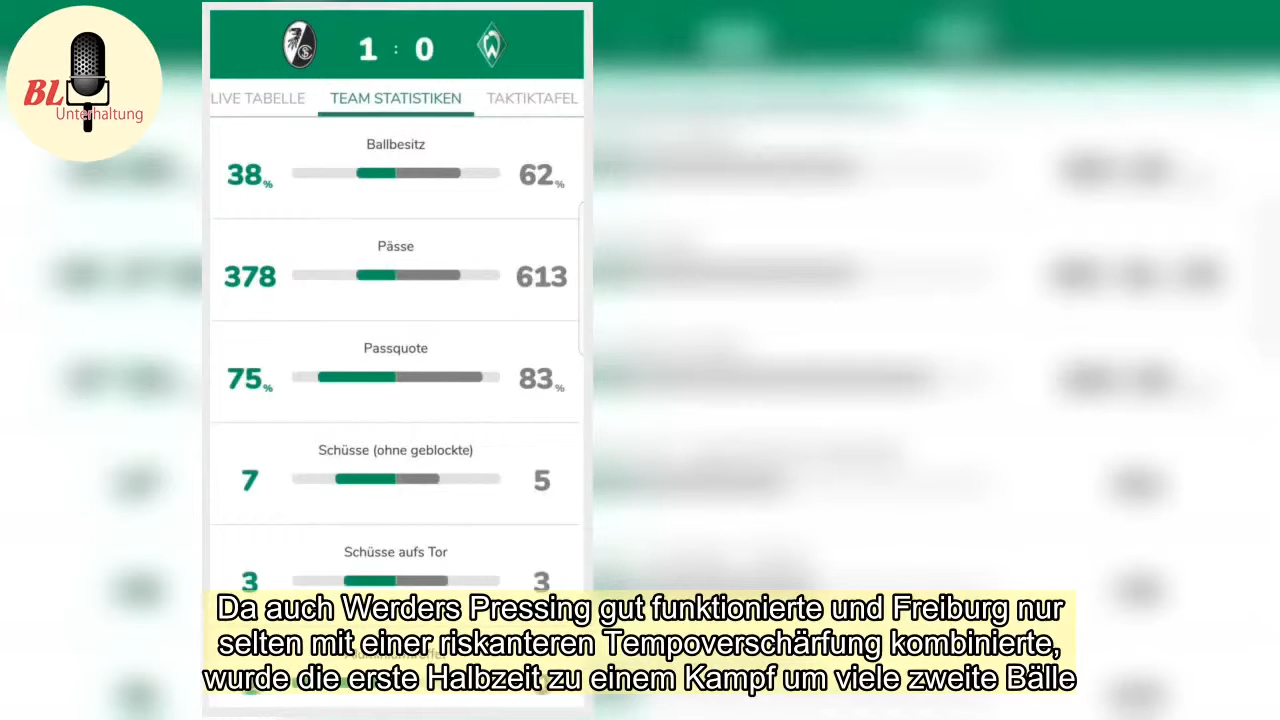 BL
Unterhaltung
1 : 0
LIVE TABELLE TEAM STATISTIKEN TAKTIKTAFEL
Ballbesitz
38% 62%
Pässe
378 613
Passquote
75% 83%
Schüsse (ohne geblockte)
7 5
Schüsse aufs Tor
3 3
Da auch Werders Pressing gut funktionierte und Freiburg nur
selten mit einer riskanteren Tempoverschärfung kombinierte,
wurde die erste Halbzeit zu einem Kampf um viele zweite Bälle